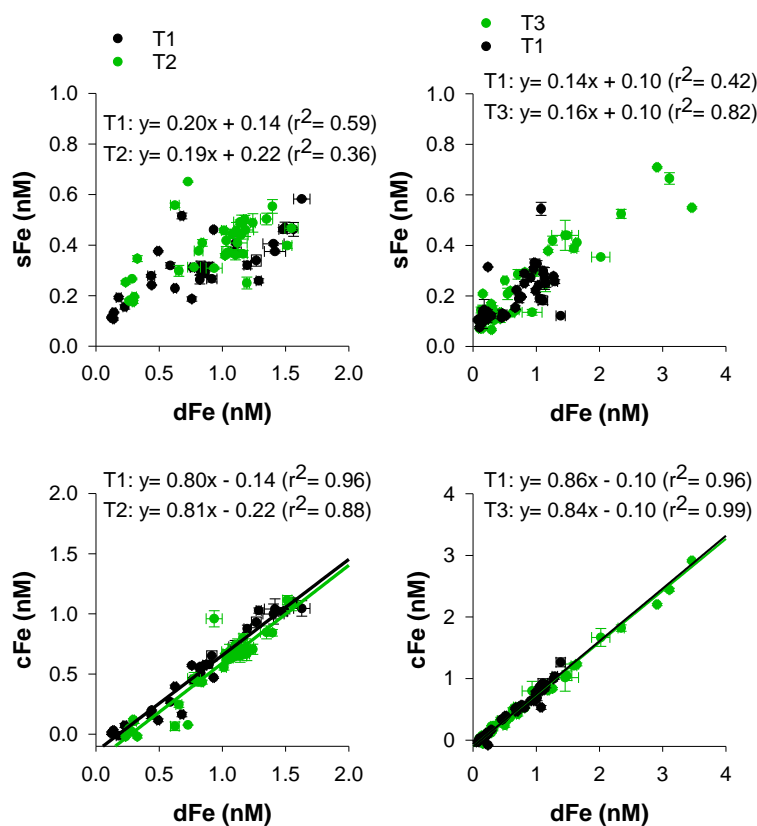 T1
T2
T1: y= 0.20x + 0.14 (r²= 0.59)
T2: y= 0.19x + 0.22 (r²= 0.36)
sFe (nM)
1.0
0.8
0.6
0.4
0.2
0.0
0.0 0.5 1.0 1.5 2.0
dFe (nM)
T3
T1
T1: y= 0.14x + 0.10 (r²= 0.42)
T3: y= 0.16x + 0.10 (r²= 0.82)
sFe (nM)
1.0
0.8
0.6
0.4
0.2
0.0
0 1 2 3 4
dFe (nM)
T1: y= 0.80x - 0.14 (r²= 0.96)
T2: y= 0.81x - 0.22 (r²= 0.88)
cFe (nM)
2.0
1.5
1.0
0.5
0.0
0.0 0.5 1.0 1.5 2.0
dFe (nM)
T1: y= 0.86x - 0.10 (r²= 0.96)
T3: y= 0.84x - 0.10 (r²= 0.99)
cFe (nM)
4
3
2
1
0
0 1 2 3 4
dFe (nM)